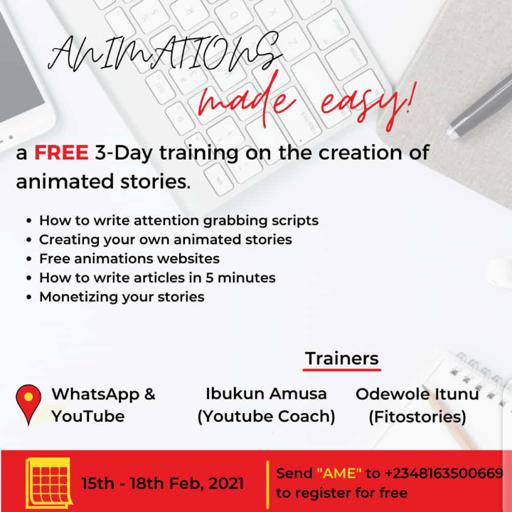 ANIMATIONS
made easy!
a FREE 3-Day training on the creation of
animated stories.
• How to write attention grabbing scripts
• Creating your own animated stories
• Free animations websites
• How to write articles in 5 minutes
• Monetizing your stories
Trainers
WhatsApp &
YouTube
Ibukun Amusa
(Youtube Coach)
Odewole Itunu
(Fitostories)
15th - 18th Feb, 2021
Send "AME" to +2348163500669
to register for free